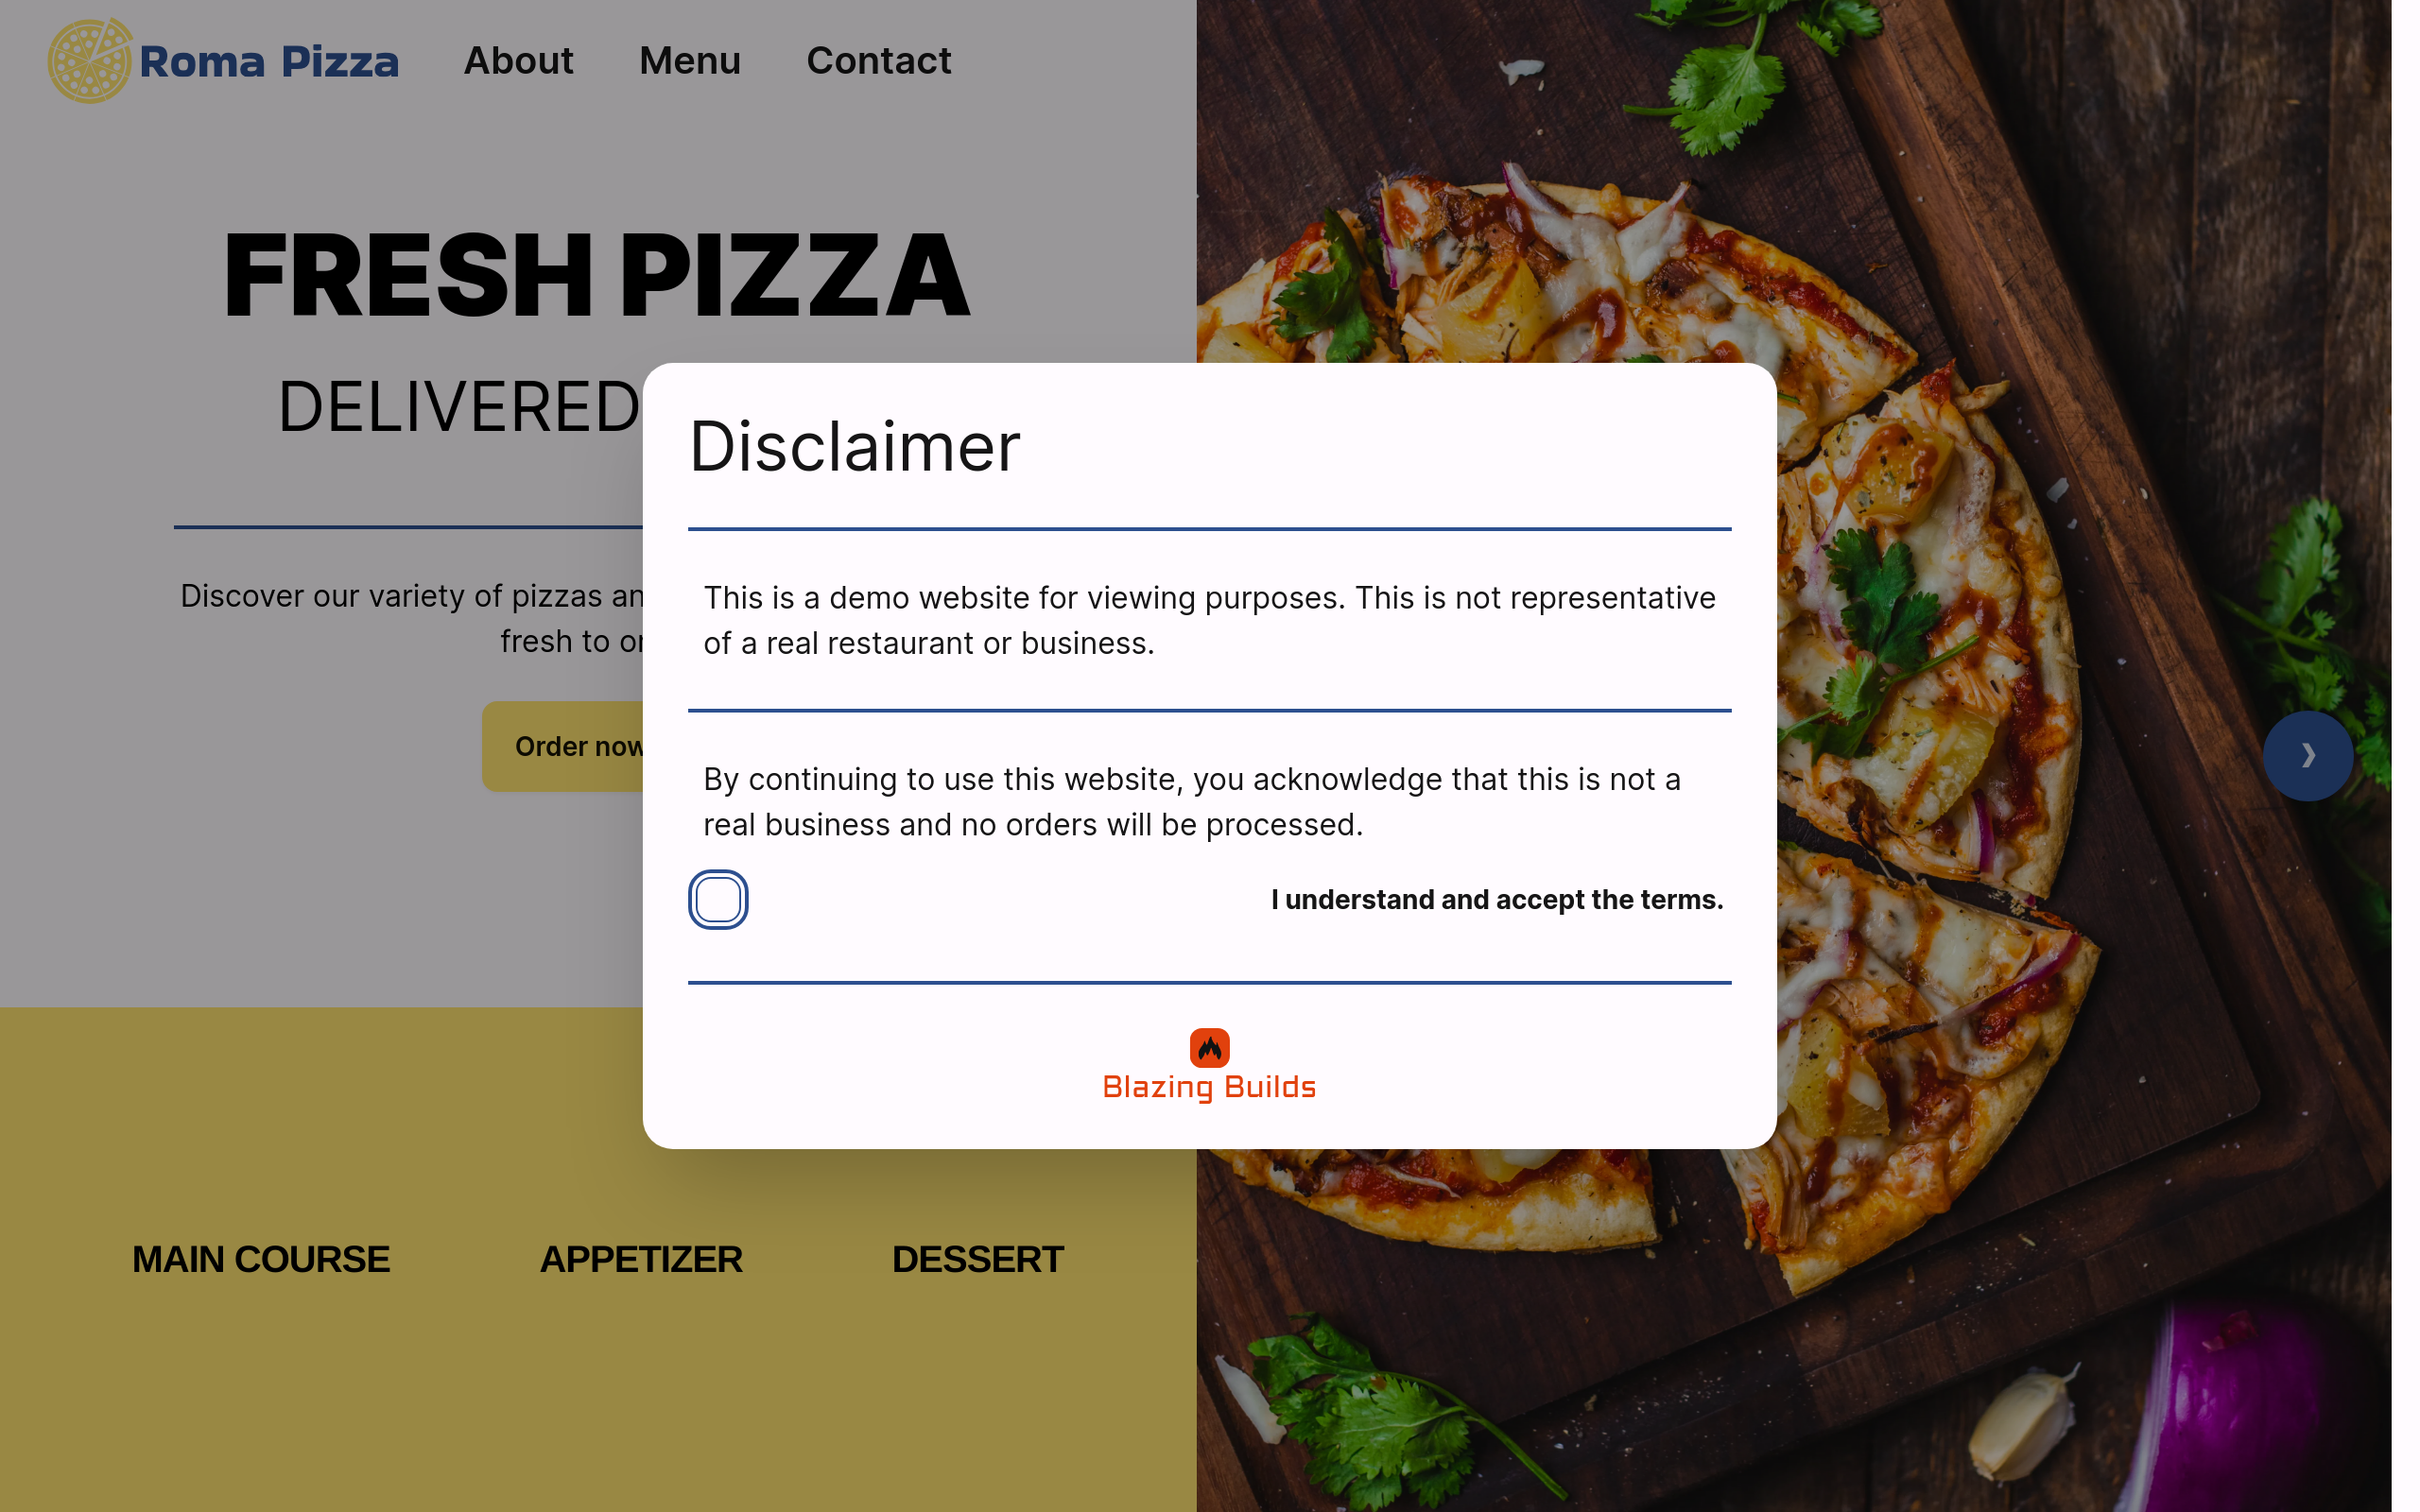 Roma Pizza
About
Menu
Contact
FRESH PIZZA
DELIVERED
Disclaimer
This is a demo website for viewing purposes. This is not representative
of a real restaurant or business.
Discover our variety of pizzas
fresh to
Order now
By continuing to use this website, you acknowledge that this is not a
real business and no orders will be processed.
I understand and accept the terms.
Blazing Builds
MAIN COURSE
APPETIZER
DESSERT